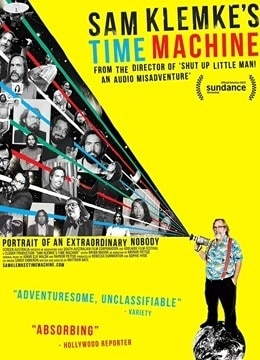 SAM KLEMKE'S
TIME MACHINE
FROM THE DIRECTOR OF 'SHUT UP LITTLE MAN!
AN AUDIO MISADVENTURE'
sundance
PORTRAIT OF AN EXTRAORDINARY NOBODY
SAMKLEMKESTIMEMACHINE.COM
"ADVENTURESOME, UNCLASSIFIABLE"
- VARIETY
"ABSORBING"
- HOLLYWOOD REPORTER